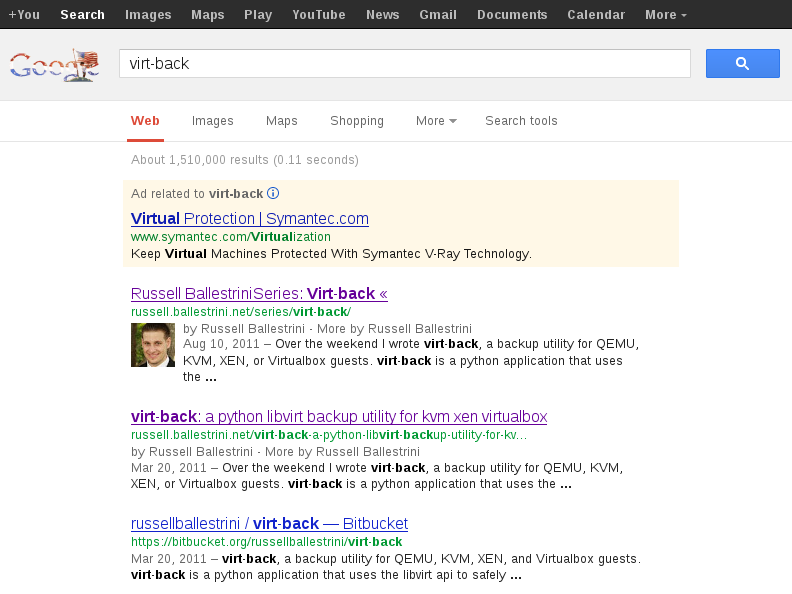 +You Search Images Maps Play YouTube News Gmail Documents Calendar More
Google
virt-back
Web Images Maps Shopping More Search tools
About 1,510,000 results (0.11 seconds)
Ad related to virt-back
Virtual Protection | Symantec.com
www.symantec.com/Virtualization
Keep Virtual Machines Protected With Symantec V-Ray Technology.
Russell BallestriniSeries: Virt-back «
russell.ballestrini.net/series/virt-back/
by Russell Ballestrini - More by Russell Ballestrini
Aug 10, 2011 – Over the weekend I wrote virt-back, a backup utility for QEMU,
KVM, XEN, or Virtualbox guests. virt-back is a python application that uses
the ...
virt-back: a python libvirt backup utility for kvm xen virtualbox
russell.ballestrini.net/virt-back-a-python-libvirt-backup-utility-for-kv...
by Russell Ballestrini - More by Russell Ballestrini
Mar 20, 2011 – Over the weekend I wrote virt-back, a backup utility for QEMU, KVM,
XEN, or Virtualbox guests. virt-back is a python application that uses the ...
russellballestrini / virt-back — Bitbucket
https://bitbucket.org/russellballestrini/virt-back
Mar 20, 2011 – virt-back, a backup utility for QEMU, KVM, XEN, and Virtualbox guests.
virt-back is a python application that uses the libvirt api to safely ...